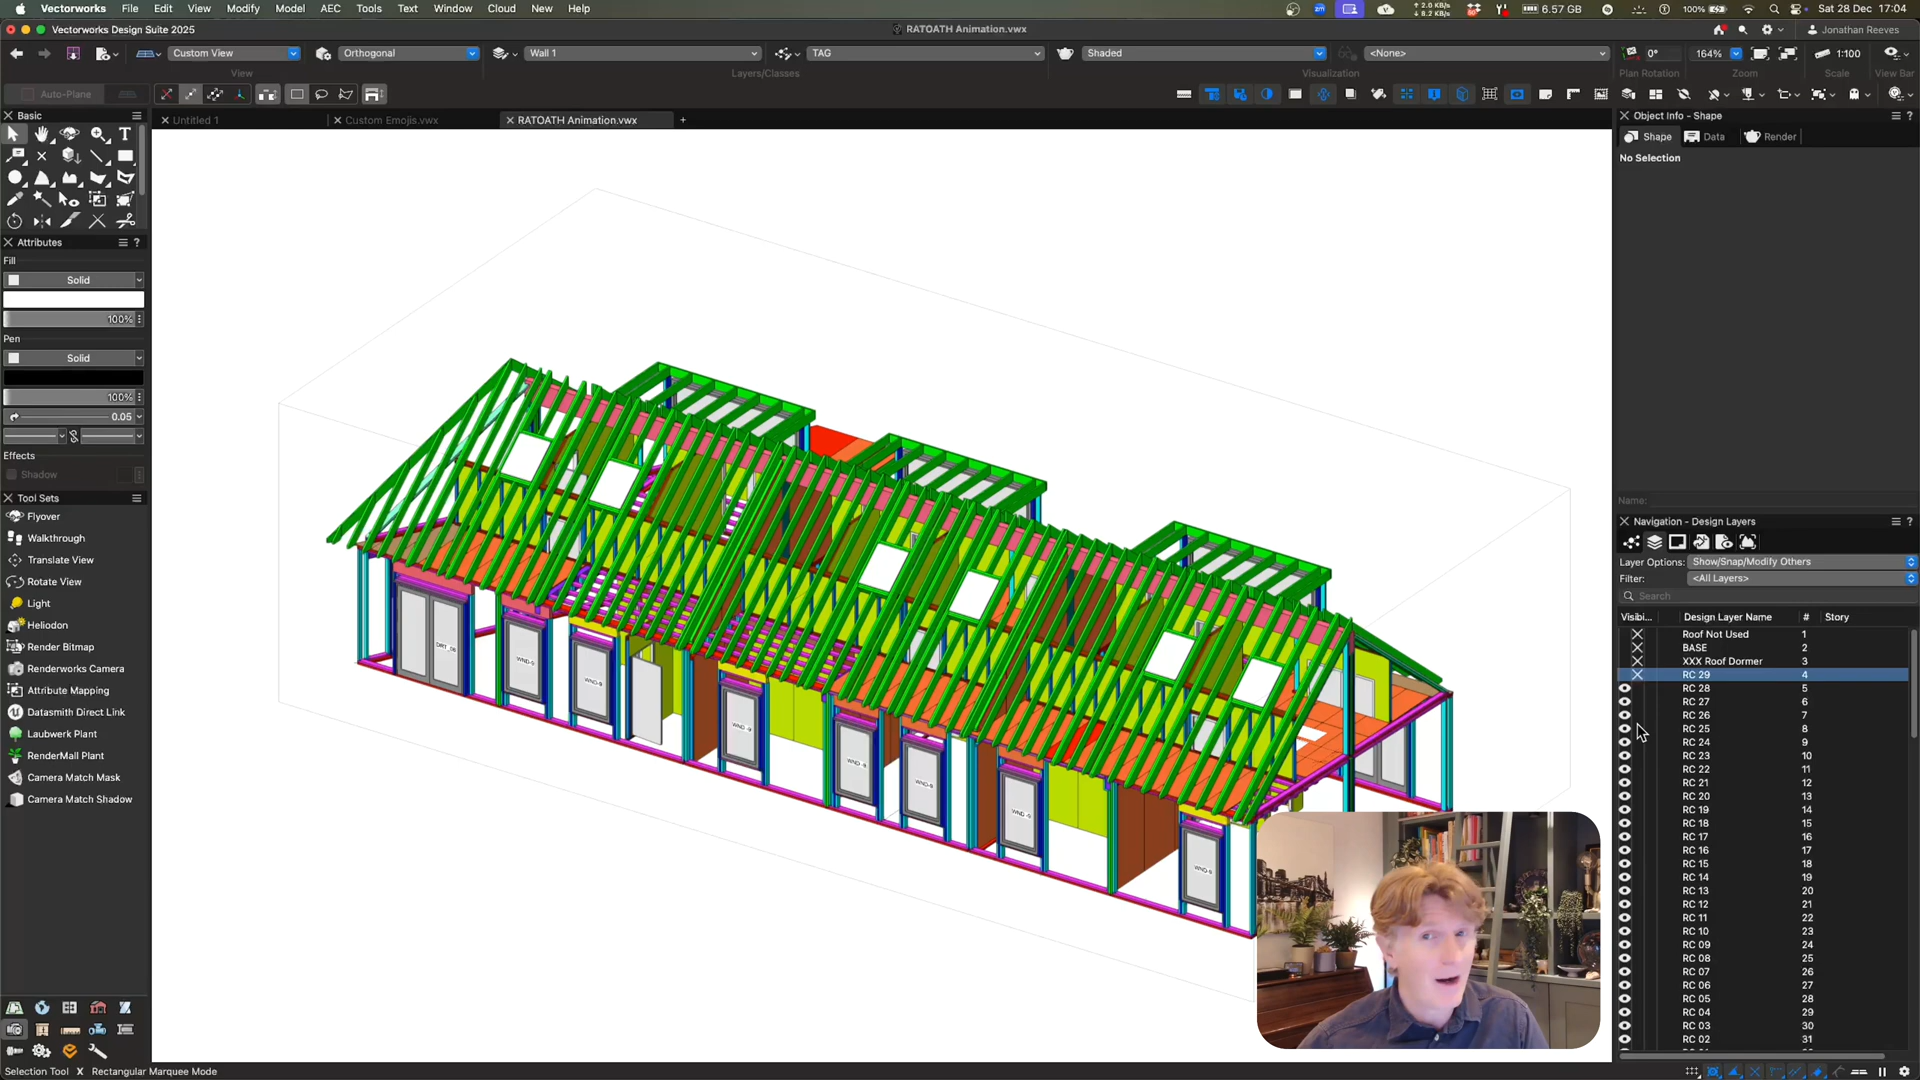 Vectorworks File Edit View Modify Model AEC Tools Text Window Cloud New Help
2.0 KB/s
8.2 KB/s
6.57 GB
100%
Sat 28 Dec 17:04
Vectorworks Design Suite 2025
RATOATH Animation.vwx
Jonathan Reeves
Custom View
Orthogonal
Wall 1
TAG
Shaded
<None>
0°
164%
1:100
View
Layers/Classes
Visualization
Plan Rotation
Zoom
Scale
View Bar
Auto-Plane
Basic
Untitled 1
Custom Emojis.vwx
RATOATH Animation.vwx
Object Info - Shape
Shape
Data
Render
No Selection
Attributes
Fill
Solid
100%
Pen
Solid
100%
0.05
Effects
Shadow
Tool Sets
Flyover
Walkthrough
Translate View
Rotate View
Light
Heliodon
Render Bitmap
Renderworks Camera
Attribute Mapping
Datasmith Direct Link
Laubwerk Plant
RenderMall Plant
Camera Match Mask
Camera Match Shadow
Name:
Navigation - Design Layers
Layer Options: Show/Snap/Modify Others
Filter: <All Layers>
Search
Visibi... Design Layer Name # Story
Roof Not Used 1
BASE 2
XXX Roof Dormer 3
RC 29 4
RC 28 5
RC 27 6
RC 26 7
RC 25 8
RC 24 9
RC 23 10
RC 22 11
RC 21 12
RC 20 13
RC 19 14
RC 18 15
RC 17 16
RC 16 17
RC 15 18
RC 14 19
RC 13 20
RC 12 21
RC 11 22
RC 10 23
RC 09 24
RC 08 25
RC 07 26
RC 06 27
RC 05 28
RC 04 29
RC 03 30
RC 02 31
Selection Tool
Rectangular Marquee Mode